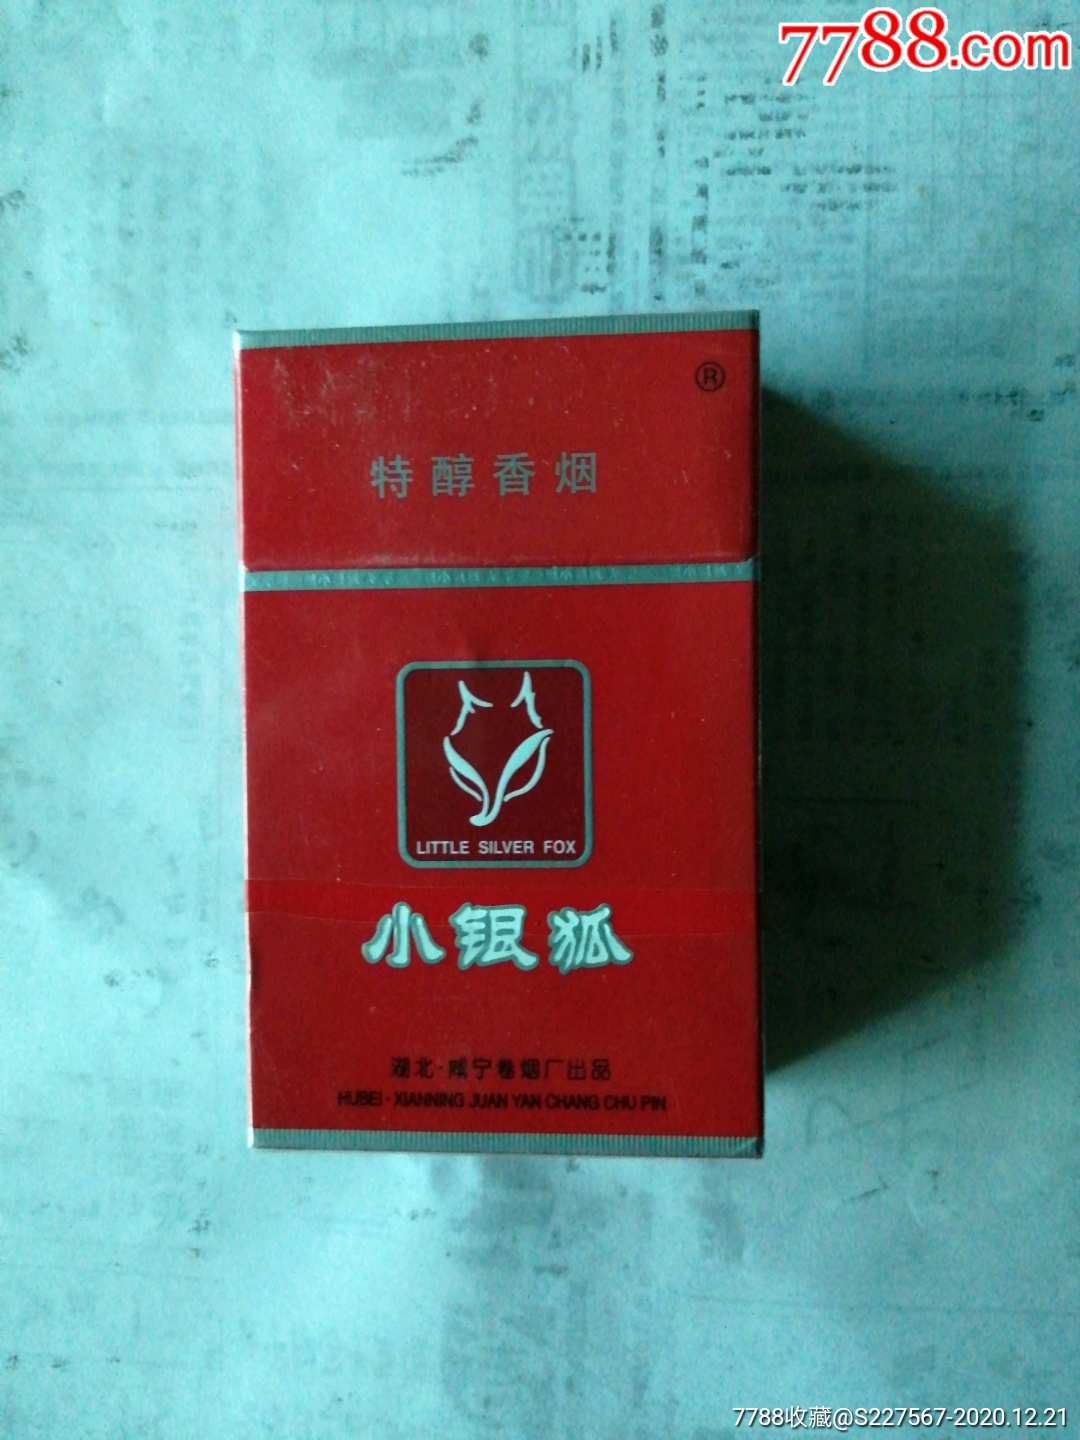 7788.com
®
特醇香烟
LITTLE SILVER FOX
小银狐
湖北·咸宁卷烟厂出品
HUBEI·XIANNING JUAN YAN CHANG CHU PIN
7788收藏@S227567-2020.12.21